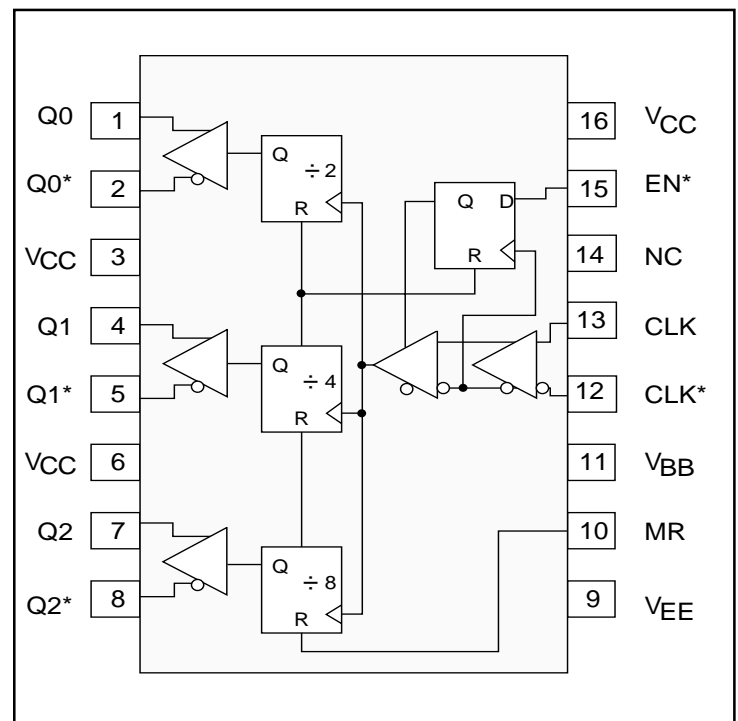 Q0 1
Q0* 2
VCC 3
Q1 4
Q1* 5
VCC 6
Q2 7
Q2* 8
16 VCC
15 EN*
14 NC
13 CLK
12 CLK*
11 VBB
10 MR
9 VEE
Q
÷ 2
R
Q D
R
Q
÷ 4
R
Q
÷ 8
R